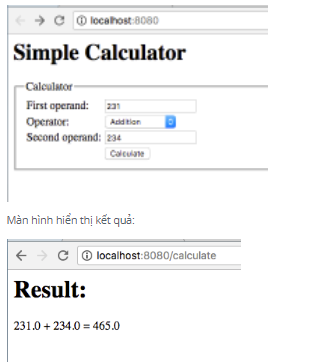 localhost:8080
Simple Calculator
Calculator
First operand: 231
Operator: Addition
Second operand: 234
Calculate
Màn hình hiển thị kết quả:
localhost:8080/calculate
Result:
231.0 + 234.0 = 465.0